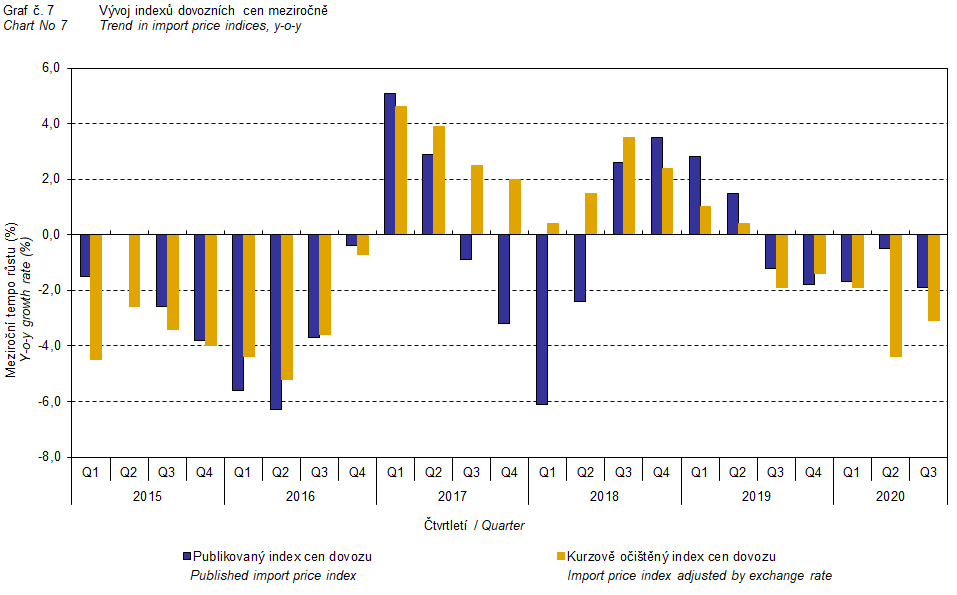 Graf č. 7 Vývoj indexů dovozních cen meziročně
Chart No 7 Trend in import price indices, y-o-y
6,0
4,0
2,0
0,0
-2,0
-4,0
-6,0
-8,0
Meziroční tempo růstu (%)
Y-o-y growth rate (%)
Q1 Q2 Q3 Q4 Q1 Q2 Q3 Q4 Q1 Q2 Q3 Q4 Q1 Q2 Q3 Q4 Q1 Q2 Q3 Q4 Q1 Q2 Q3
2015 2016 2017 2018 2019 2020
Čtvrtletí / Quarter
Publikovaný index cen dovozu Kurzově očištěný index cen dovozu
Published import price index Import price index adjusted by exchange rate